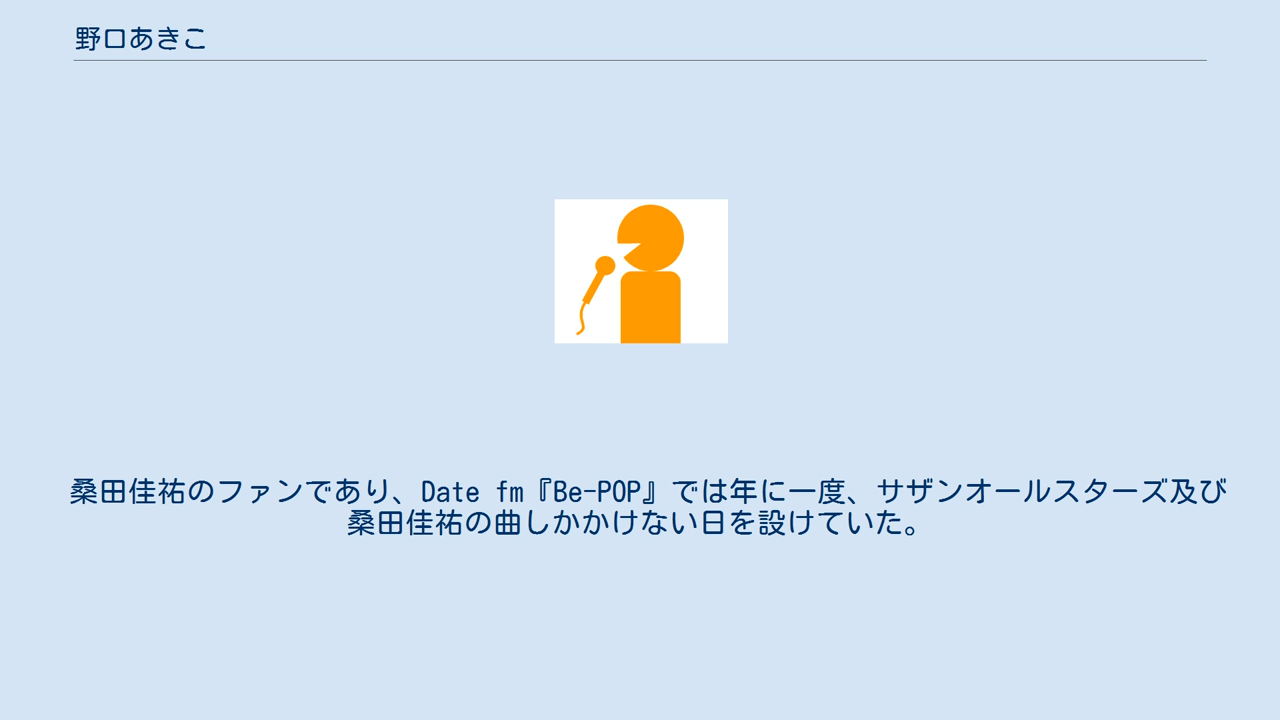 野口あきこ
桑田佳祐のファンであり、Date fm『Be-POP』では年に一度、サザンオールスターズ及び
桑田佳祐の曲しかかけない日を設けていた。